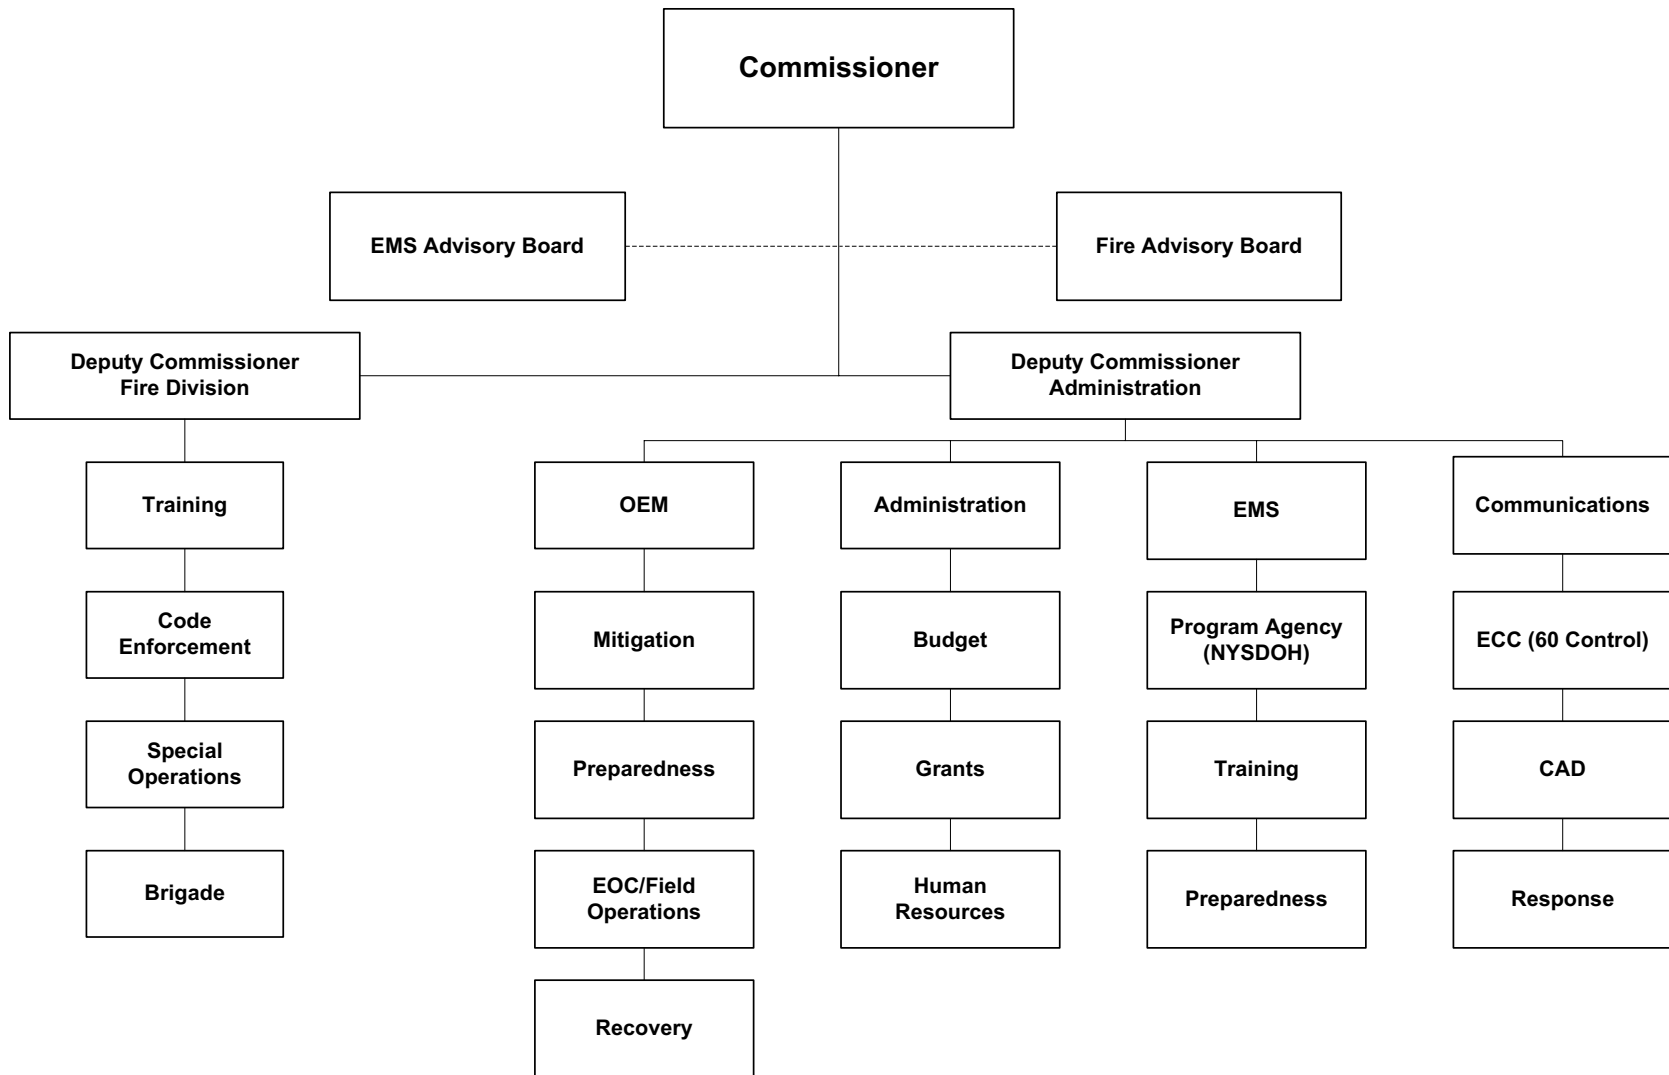 Commissioner
EMS Advisory Board
Fire Advisory Board
Deputy Commissioner
Fire Division
Deputy Commissioner
Administration
Training
OEM
Administration
EMS
Communications
Code
Enforcement
Mitigation
Budget
Program Agency
(NYSDOH)
ECC (60 Control)
Special
Operations
Preparedness
Grants
Training
CAD
Brigade
EOC/Field
Operations
Human
Resources
Preparedness
Response
Recovery